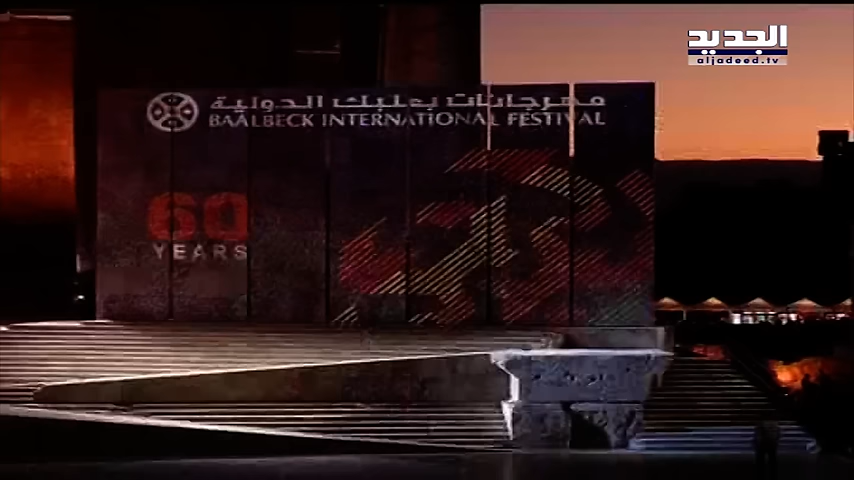 الجديد
aljadeed.tv
مهرجانات بعلبك الدولية
BAALBECK INTERNATIONAL FESTIVAL
60
YEARS